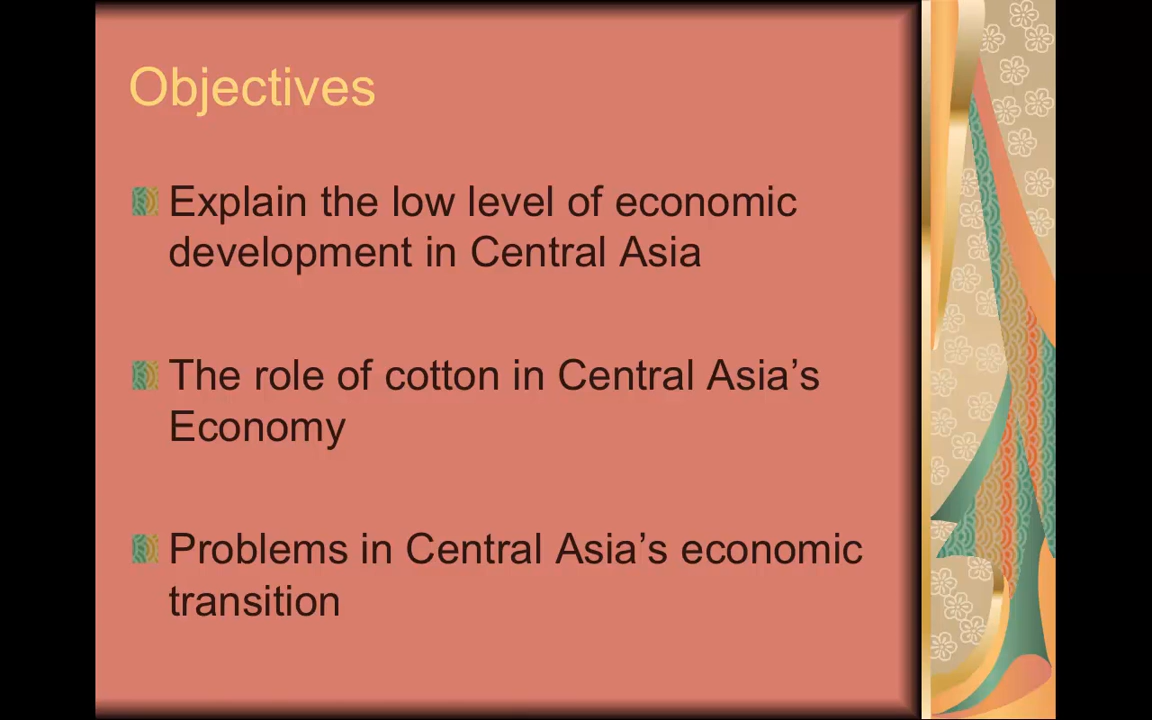 Objectives
Explain the low level of economic
development in Central Asia
The role of cotton in Central Asia’s
Economy
Problems in Central Asia’s economic
transition